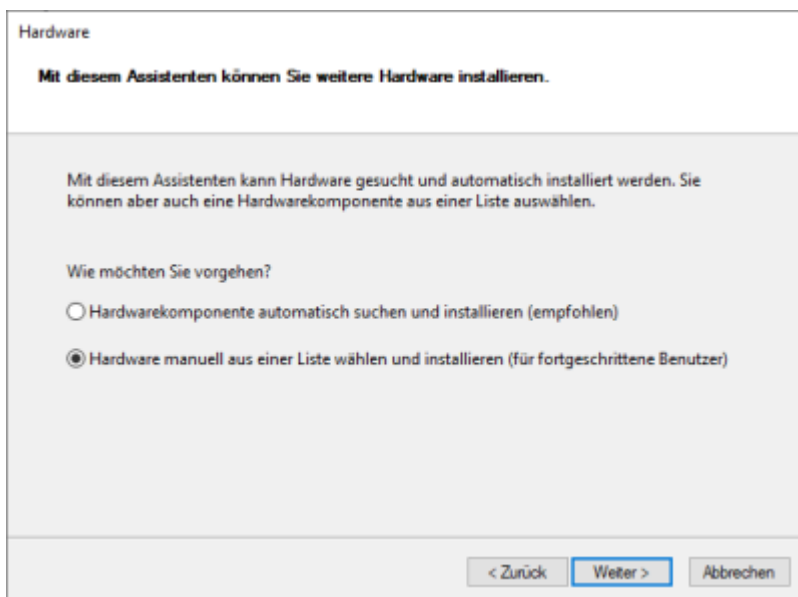 Hardware
Mit diesem Assistenten können Sie weitere Hardware installieren.
Mit diesem Assistenten kann Hardware gesucht und automatisch installiert werden. Sie
können aber auch eine Hardwarekomponente aus einer Liste auswählen.
Wie möchten Sie vorgehen?
Hardwarekomponente automatisch suchen und installieren (empfohlen)
Hardware manuell aus einer Liste wählen und installieren (für fortgeschrittene Benutzer)
< Zurück Weiter > Abbrechen